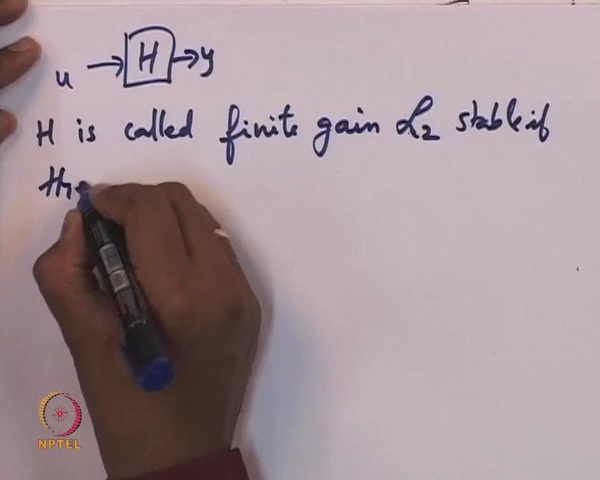 u → H → y
H is called finite gain L₂ stable if
NPTEL